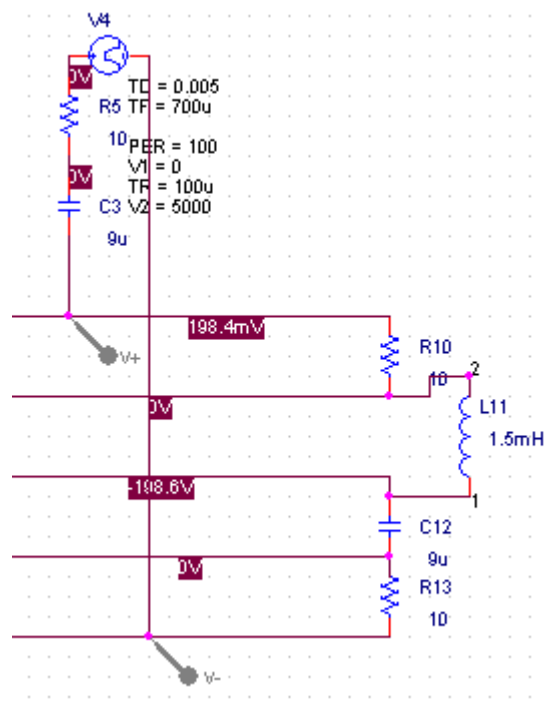 V4
0V
TD = 0.005
R5 TF = 700u
10 PER = 100
0V V1 = 0
TR = 100u
C3 V2 = 5000
9u
198.4mV
V+
R10
10
2
0V
L11
1.5mH
-198.6V
1
C12
9u
0V
R13
10
V-